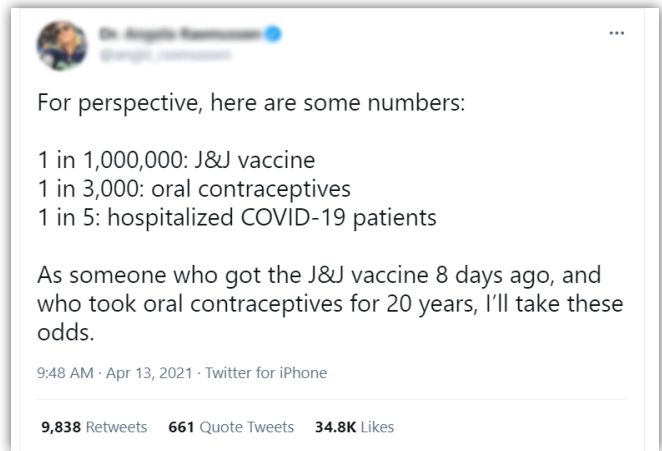 For perspective, here are some numbers:
1 in 1,000,000: J&J vaccine
1 in 3,000: oral contraceptives
1 in 5: hospitalized COVID-19 patients
As someone who got the J&J vaccine 8 days ago, and
who took oral contraceptives for 20 years, I'll take these
odds.
9:48 AM · Apr 13, 2021 · Twitter for iPhone
9,838 Retweets 661 Quote Tweets 34.8K Likes